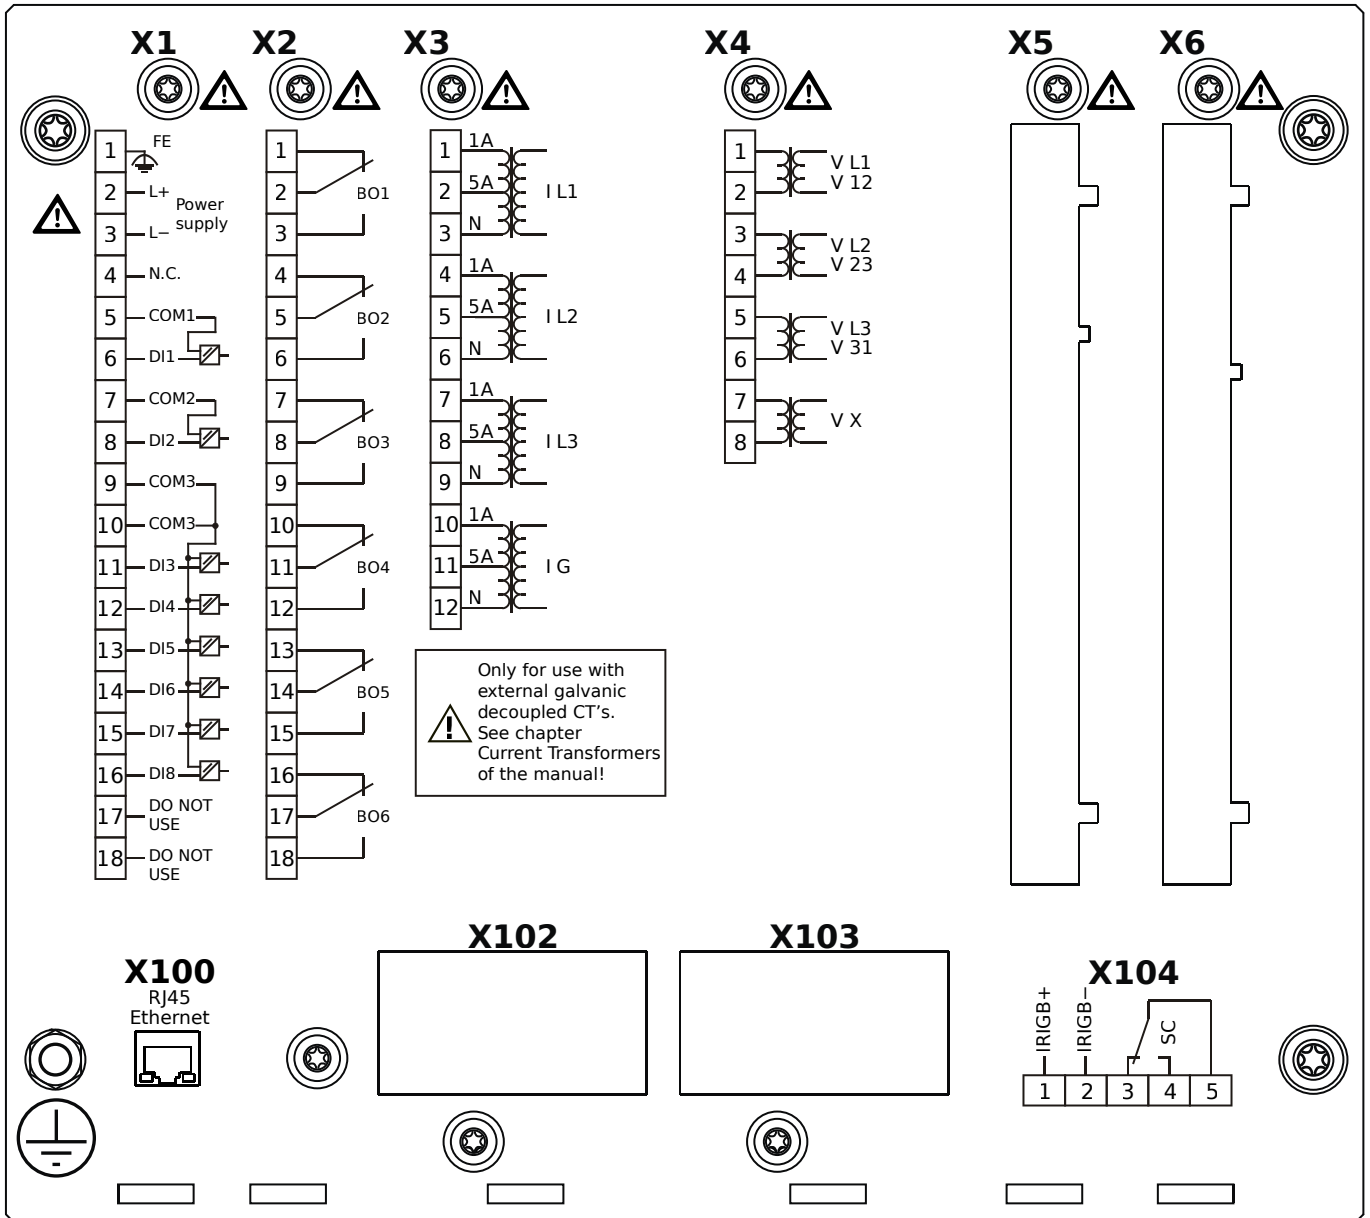 X1
X2
X3
X4
X5
X6
1
FE
2
L+
Power
supply
3
L−
4
N.C.
5
COM1
6
DI1
7
COM2
8
DI2
9
COM3
10
COM3
11
DI3
12
DI4
13
DI5
14
DI6
15
DI7
16
DI8
17
DO NOT
USE
18
DO NOT
USE
1
2
BO1
3
4
5
BO2
6
7
8
BO3
9
10
11
BO4
12
13
14
BO5
15
16
17
BO6
18
1
1A
2
5A
I L1
3
N
4
1A
5
5A
I L2
6
N
7
1A
8
5A
I L3
9
N
10
1A
11
5A
I G
12
N
Only for use with
external galvanic
decoupled CT's.
See chapter
Current Transformers
of the manual!
1
V L1
2
V 12
3
V L2
4
V 23
5
V L3
6
V 31
7
V X
8
X100
RJ45
Ethernet
X102
X103
X104
IRIGB+
IRIGB−
SC
1
2
3
4
5